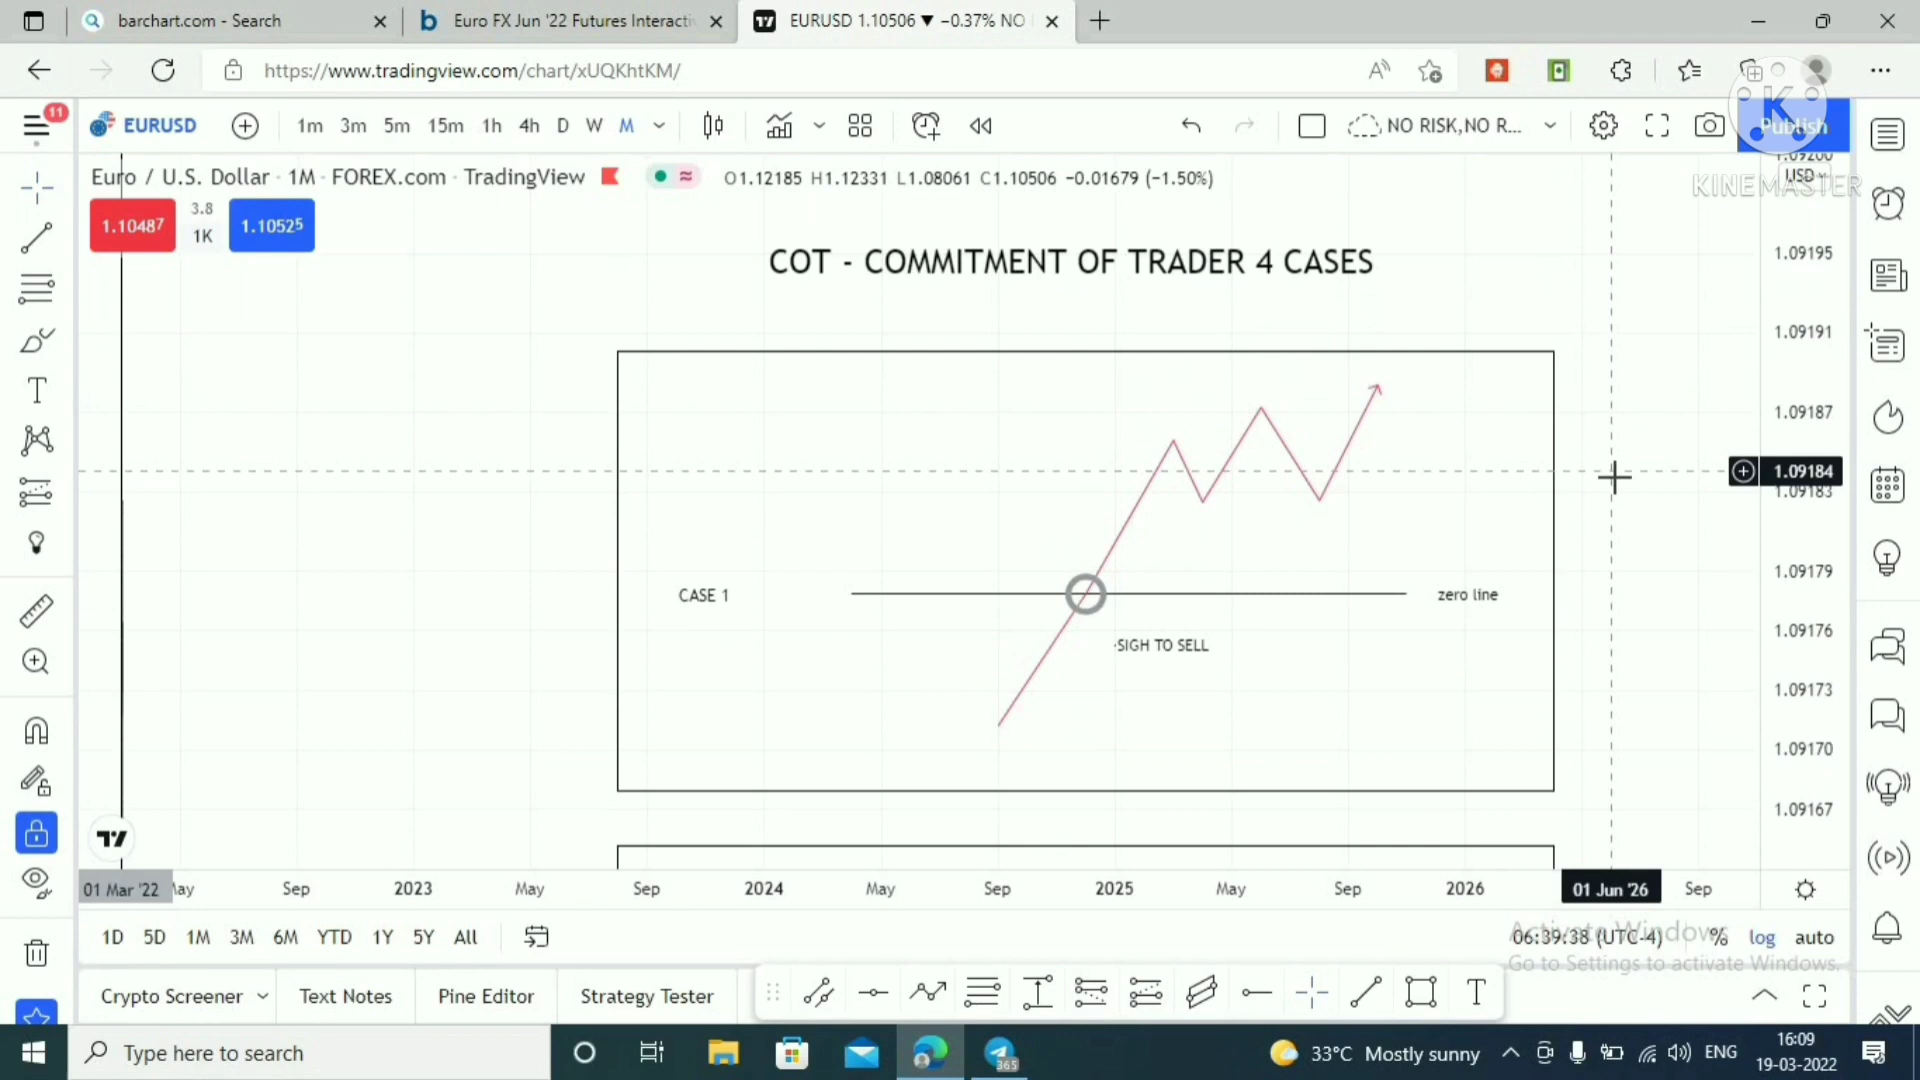 barchart.com - Search
Euro FX Jun '22 Futures Interacti
EURUSD 1.10506 ▼ −0.37% NO
https://www.tradingview.com/chart/xUQKhtKM/
11
EURUSD
1m 3m 5m 15m 1h 4h D W M
NO RISK,NO R...
Publish
K
KINEMASTER
Euro / U.S. Dollar · 1M · FOREX.com · TradingView
O1.12185 H1.12331 L1.08061 C1.10506 −0.01679 (−1.50%)
USD
1.10487
3.8
1K
1.10525
COT - COMMITMENT OF TRADER 4 CASES
1.09200
1.09195
1.09191
1.09187
1.09184
1.09183
1.09179
1.09176
1.09173
1.09170
1.09167
CASE 1
zero line
·SIGH TO SELL
01 Mar '22
May
Sep 2023 May Sep 2024 May Sep 2025 May Sep 2026
01 Jun '26
Sep
1D 5D 1M 3M 6M YTD 1Y 5Y All
06:39:38 (UTC-4)
% log auto
Activate Windows
Go to Settings to activate Windows.
Crypto Screener
Text Notes
Pine Editor
Strategy Tester
Type here to search
365
33°C Mostly sunny
ENG
16:09
19-03-2022